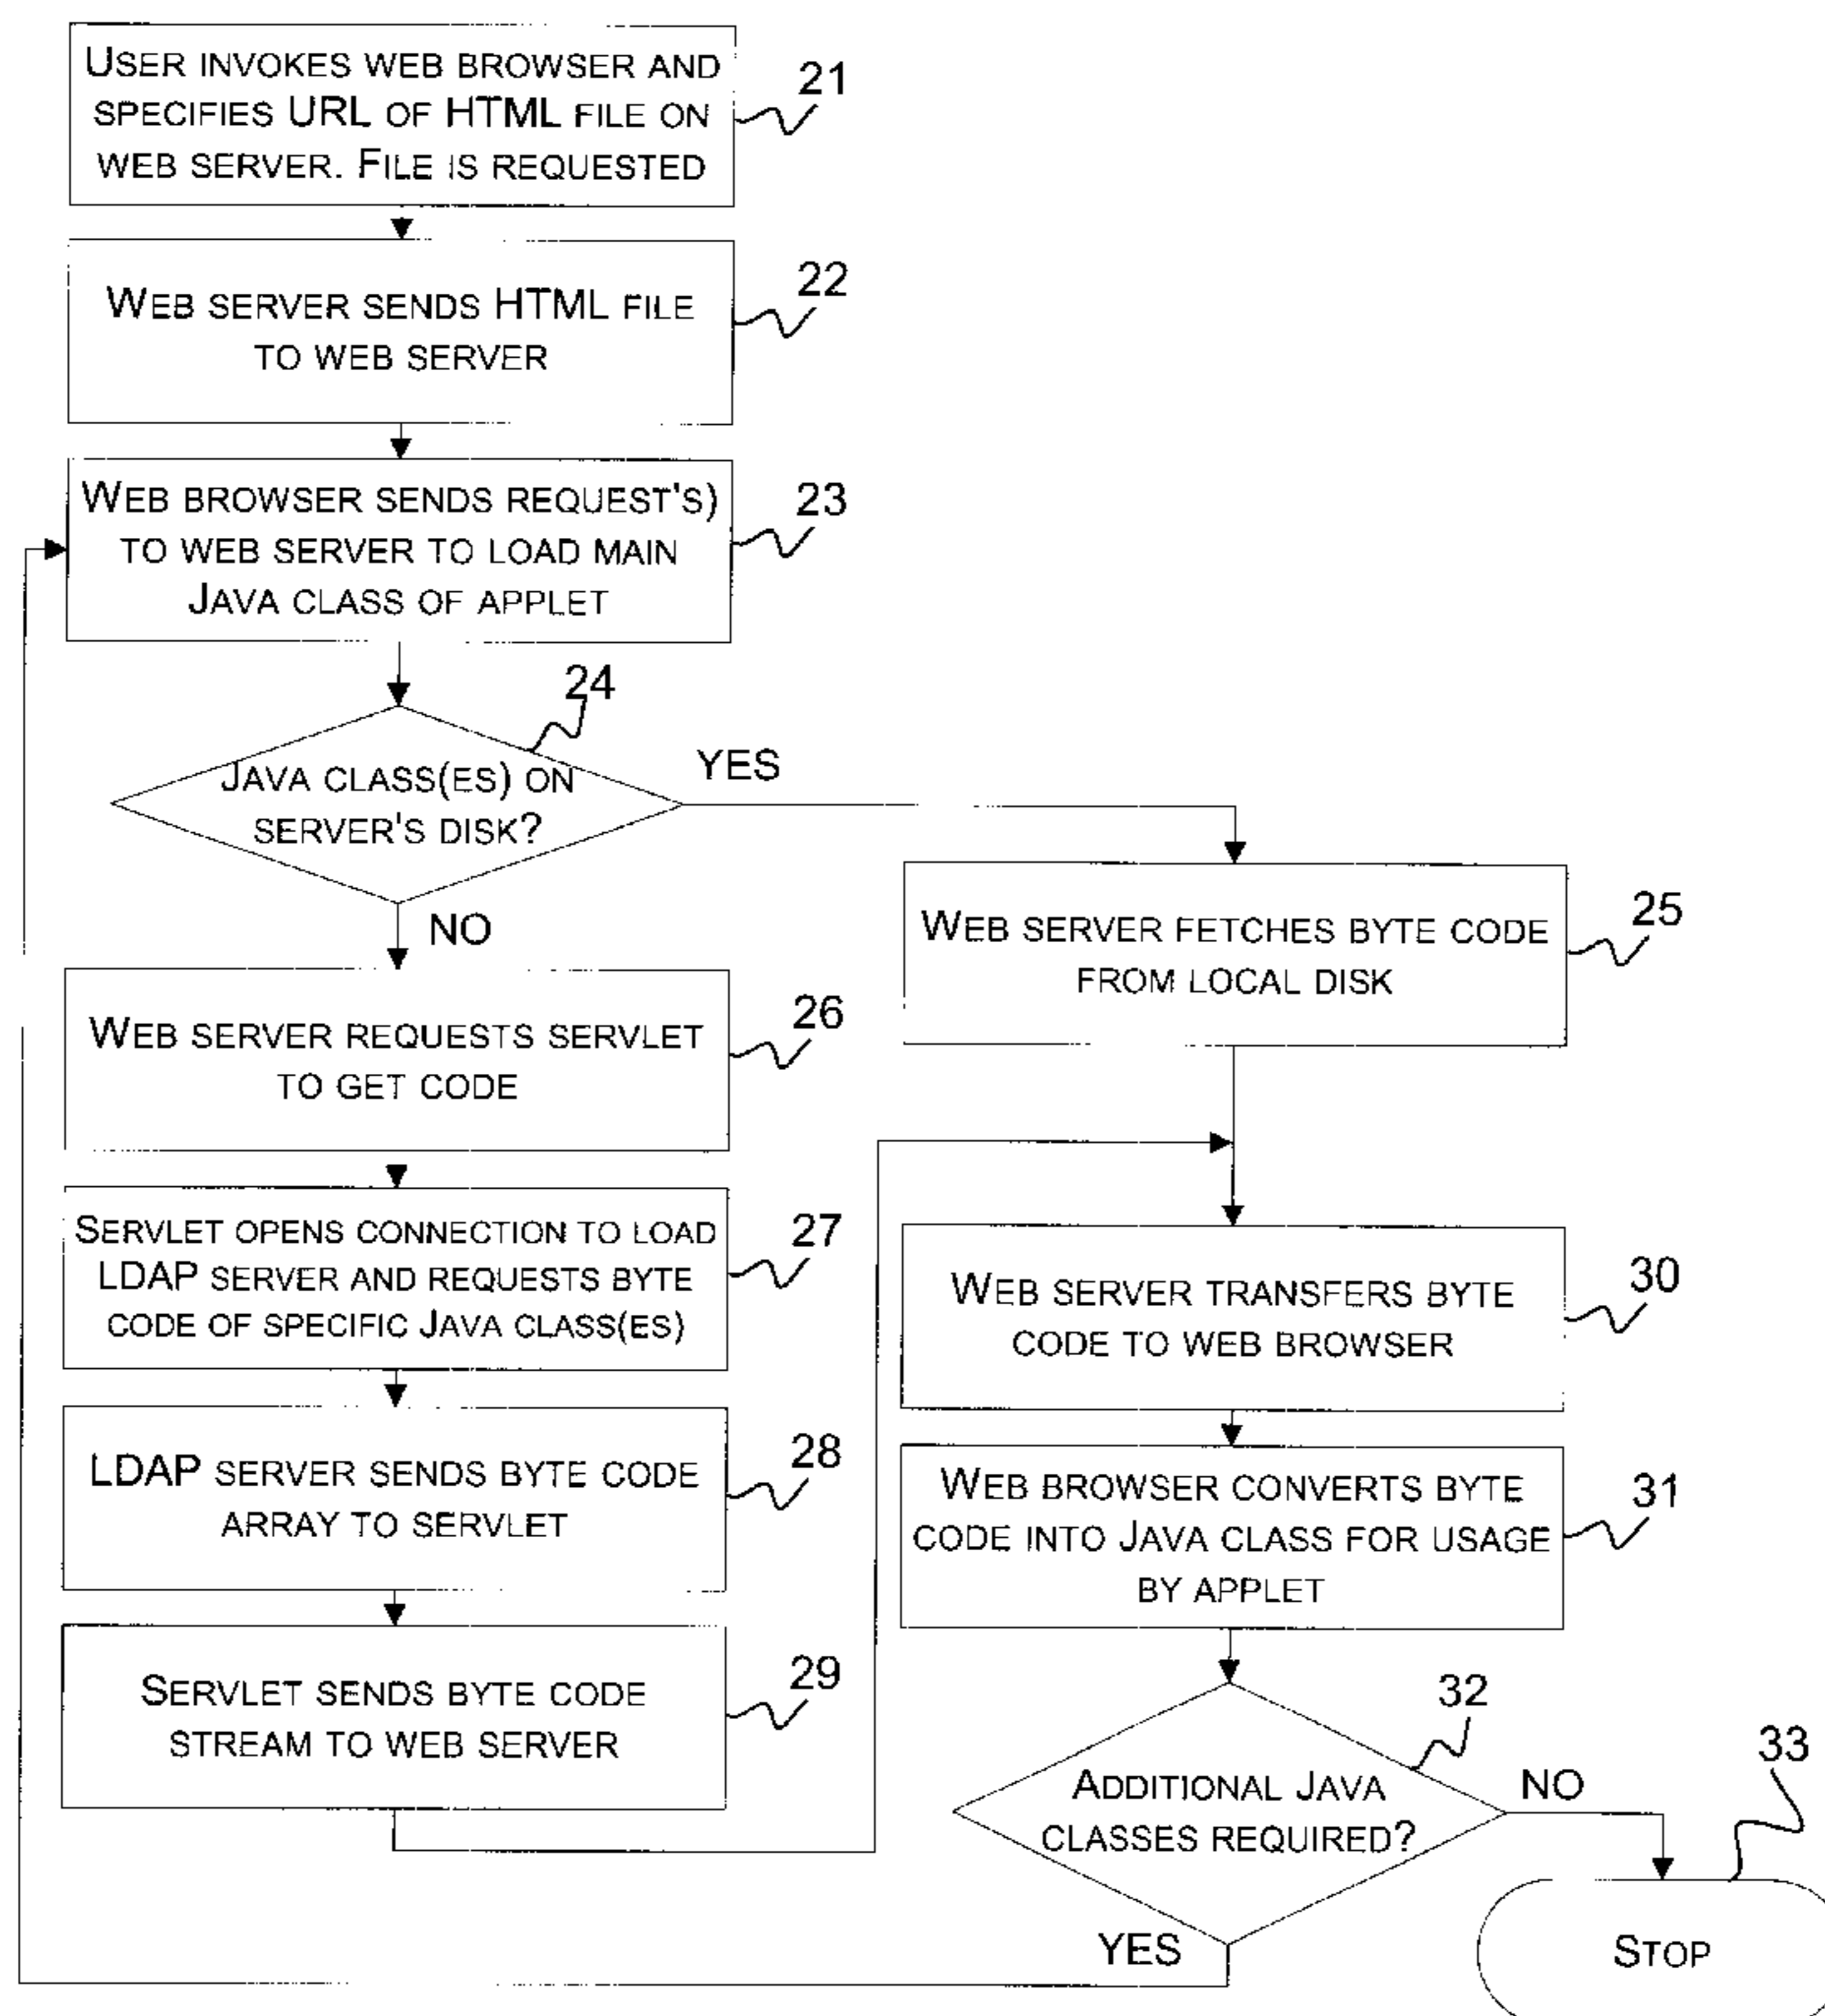 USER INVOKES WEB BROWSER AND
SPECIFIES URL OF HTML FILE ON
WEB SERVER. FILE IS REQUESTED
21
WEB SERVER SENDS HTML FILE
TO WEB SERVER
22
WEB BROWSER SENDS REQUEST'S)
TO WEB SERVER TO LOAD MAIN
JAVA CLASS OF APPLET
23
24
JAVA CLASS(ES) ON
SERVER'S DISK?
YES
NO
WEB SERVER FETCHES BYTE CODE
FROM LOCAL DISK
25
WEB SERVER REQUESTS SERVLET
TO GET CODE
26
SERVLET OPENS CONNECTION TO LOAD
LDAP SERVER AND REQUESTS BYTE
CODE OF SPECIFIC JAVA CLASS(ES)
27
LDAP SERVER SENDS BYTE CODE
ARRAY TO SERVLET
28
SERVLET SENDS BYTE CODE
STREAM TO WEB SERVER
29
WEB SERVER TRANSFERS BYTE
CODE TO WEB BROWSER
30
WEB BROWSER CONVERTS BYTE
CODE INTO JAVA CLASS FOR USAGE
BY APPLET
31
32
ADDITIONAL JAVA
CLASSES REQUIRED?
NO
YES
33
STOP